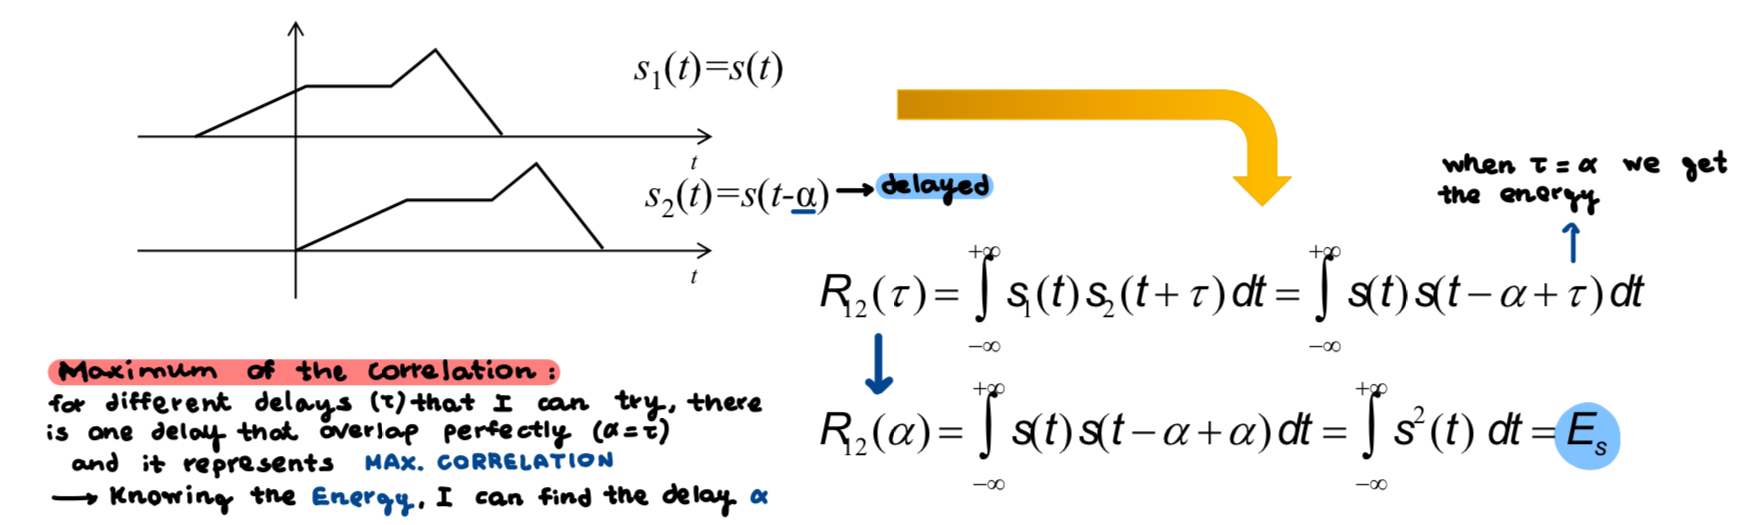 s₁(t)=s(t)
t
s₂(t)=s(t-α) → delayed
t
when τ = α we get
the energy
R₁₂(τ) = ∫₋∞⁺∞ s₁(t) s₂(t + τ) dt = ∫₋∞⁺∞ s(t) s(t − α + τ) dt
R₁₂(α) = ∫₋∞⁺∞ s(t) s(t − α + α) dt = ∫₋∞⁺∞ s²(t) dt = Eₛ
Maximum of the correlation :
for different delays (τ) that I can try, there
is one delay that overlap perfectly (α=τ)
and it represents MAX. CORRELATION
→ Knowing the Energy, I can find the delay α